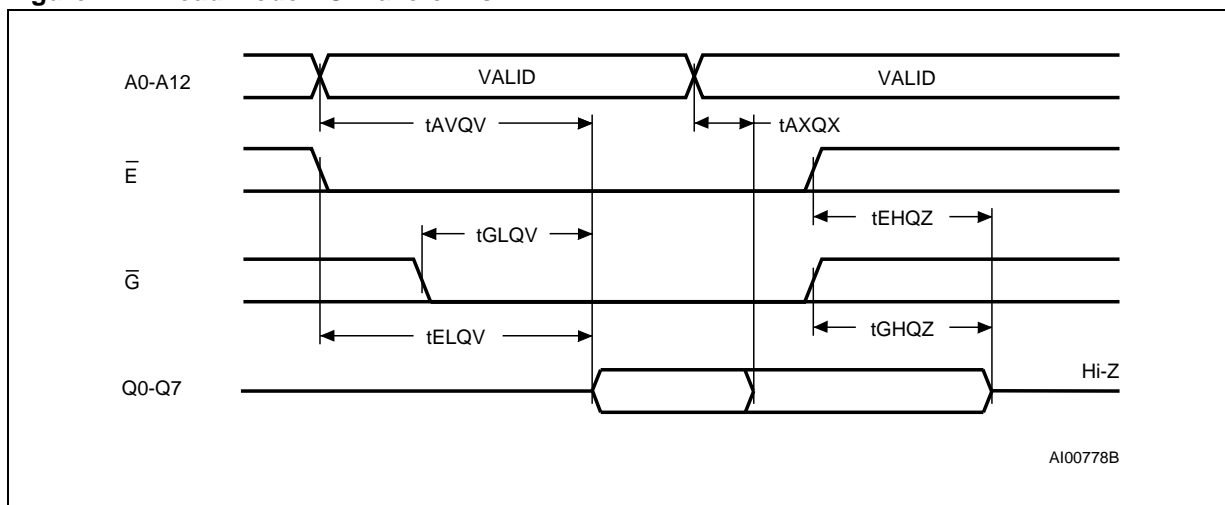 A0-A12
VALID
VALID
tAVQV
tAXQX
E
tEHQZ
tGLQV
G
tGHQZ
tELQV
Hi-Z
Q0-Q7
AI00778B